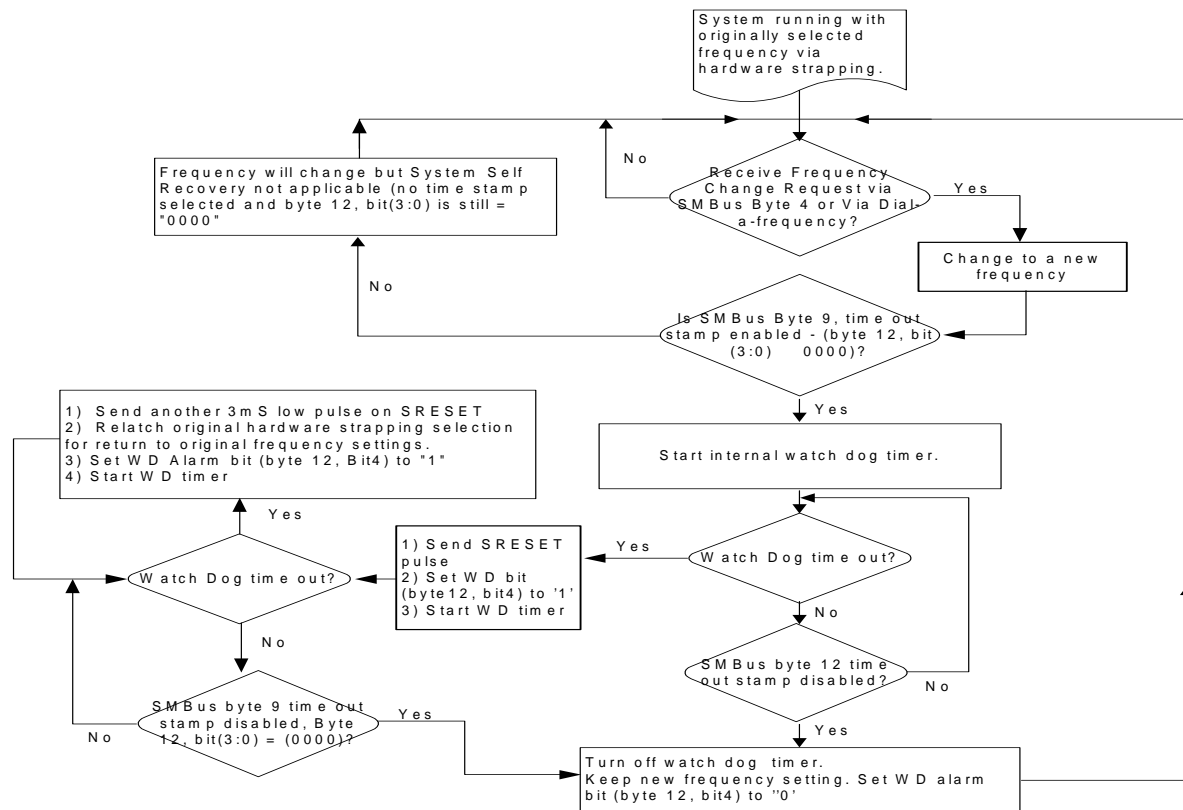 System running with
originally selected
frequency via
hardware strapping.
No
Receive Frequency
Change Request via
SMBus Byte 4 or Via Dial-
a-frequency?
Yes
Frequency will change but System Self
Recovery not applicable (no time stamp
selected and byte 12, bit(3:0) is still =
"0000"
Change to a new
frequency
No
Is SMBus Byte 9, time out
stamp enabled - (byte 12, bit
(3:0) 0000)?
Yes
1) Send another 3mS low pulse on SRESET
2) Relatch original hardware strapping selection
for return to original frequency settings.
3) Set WD Alarm bit (byte 12, Bit4) to "1"
4) Start WD timer
Start internal watch dog timer.
Yes
Watch Dog time out?
1) Send SRESET
pulse
2) Set WD bit
(byte12, bit4) to '1'
3) Start WD timer
Yes
Watch Dog time out?
No
No
SMBus byte 12 time
out stamp disabled?
No
SMBus byte 9 time out
stamp disabled, Byte
12, bit(3:0) = (0000)?
No
Yes
Yes
Turn off watch dog timer.
Keep new frequency setting. Set WD alarm
bit (byte 12, bit4) to ''0'